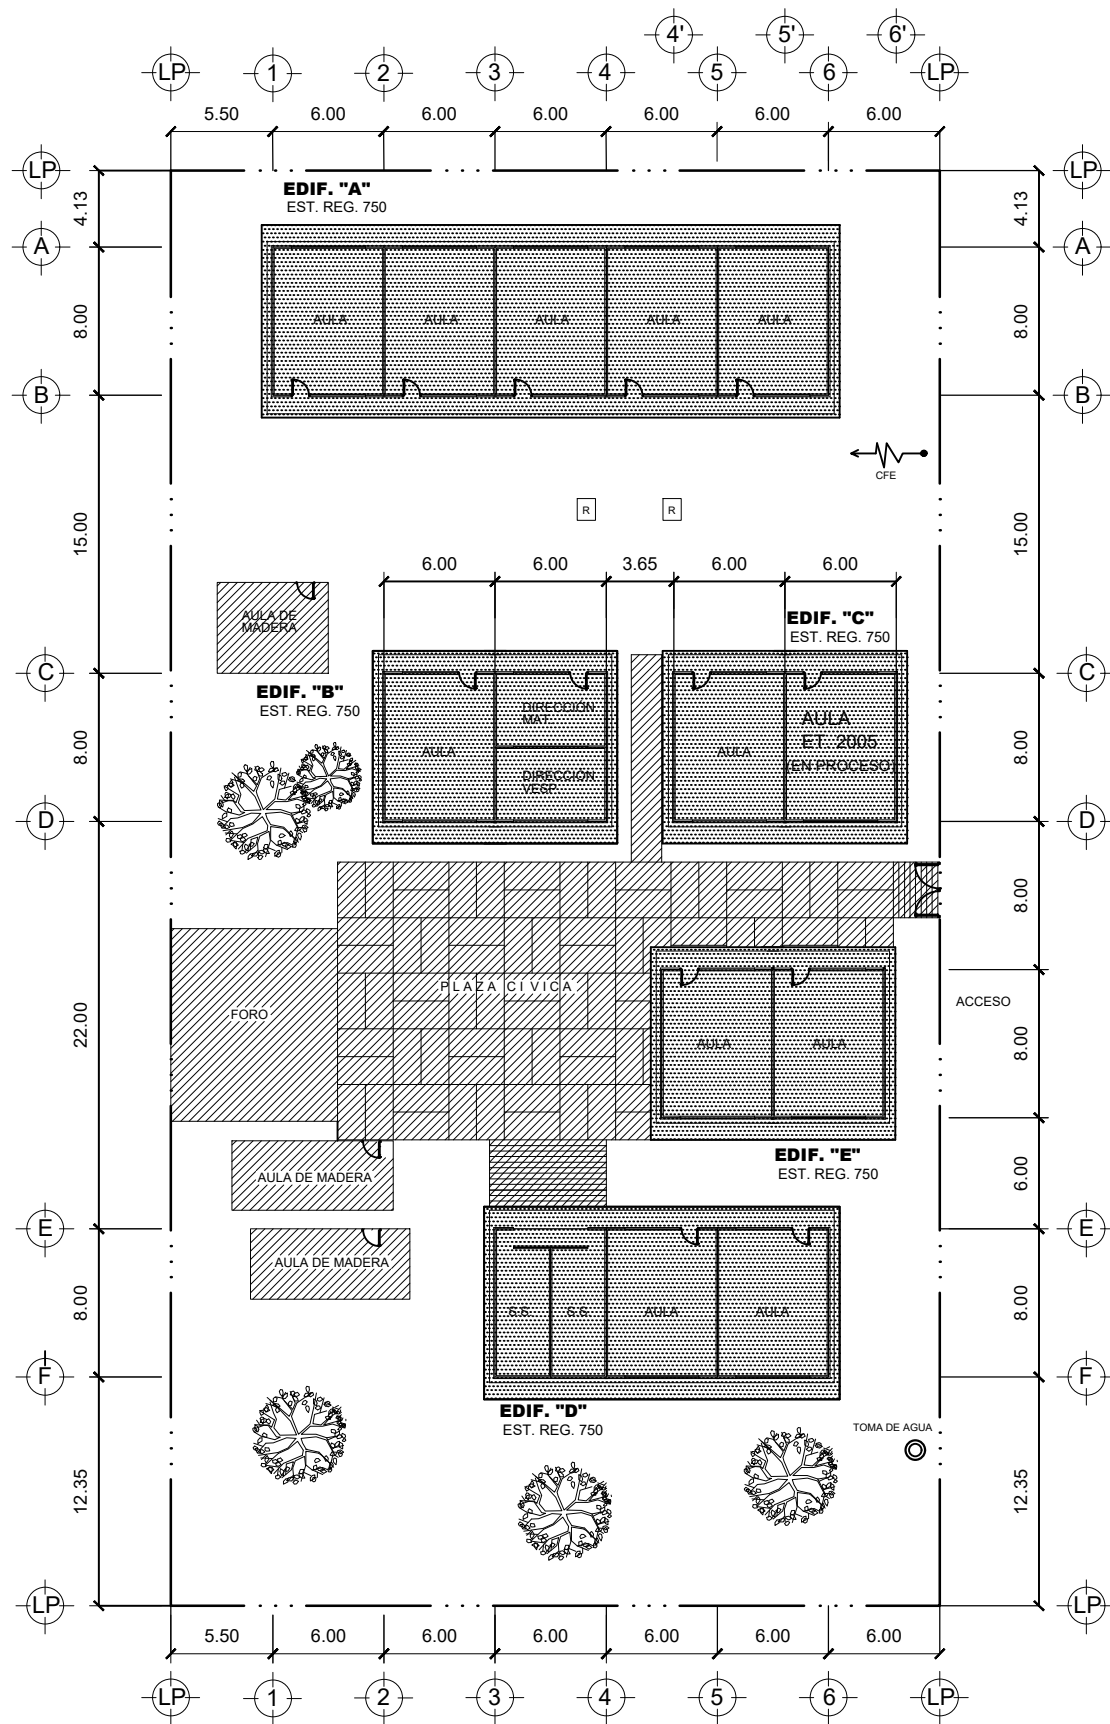 4' 5' 6'
LP 1 2 3 4 5 6 LP
5.50 6.00 6.00 6.00 6.00 6.00 6.00
LP LP
EDIF. "A"
EST. REG. 750
4.13 4.13
A A
8.00 AULA AULA AULA AULA AULA 8.00
B B
CFE
R R
15.00 15.00
6.00 6.00 3.65 6.00 6.00
AULA DE
MADERA
EDIF. "C"
EST. REG. 750
C C
EDIF. "B"
EST. REG. 750
DIRECCIÓN
MAT.
AULA
ET. 2005
(EN PROCESO)
8.00 AULA AULA 8.00
DIRECCIÓN
VESP.
D D
8.00
PLAZA CIVICA
ACCESO
FORO
22.00 8.00
AULA AULA
EDIF. "E"
EST. REG. 750
AULA DE MADERA
6.00
E E
AULA DE MADERA
8.00 S.S. S.S. AULA AULA 8.00
F F
EDIF. "D"
EST. REG. 750
TOMA DE AGUA
12.35 12.35
LP LP
5.50 6.00 6.00 6.00 6.00 6.00 6.00
LP 1 2 3 4 5 6 LP